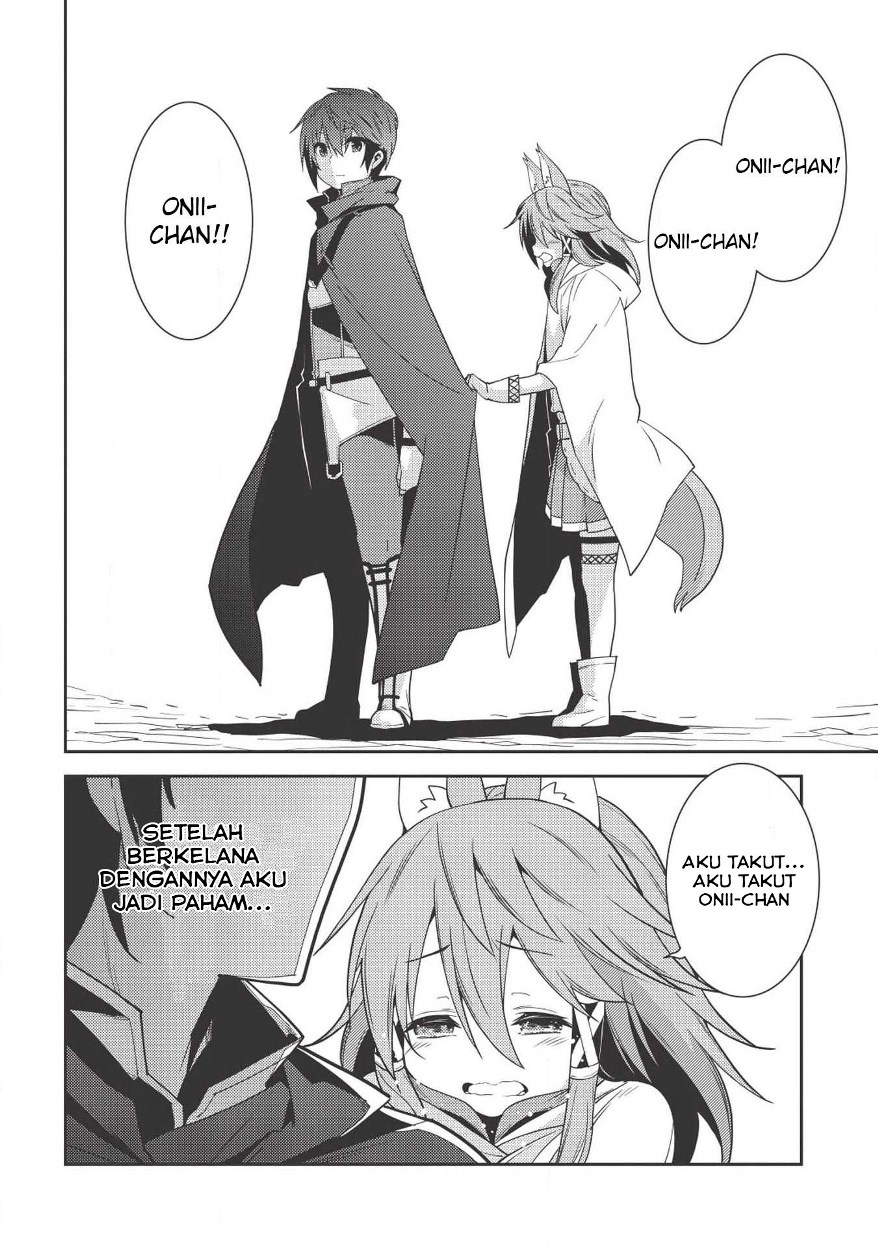 ONII-CHAN!
ONII-CHAN!
ONII-
CHAN!!
AKU TAKUT...
AKU TAKUT
ONII-CHAN
SETELAH
BERKELANA
DENGANNYA AKU
JADI PAHAM...